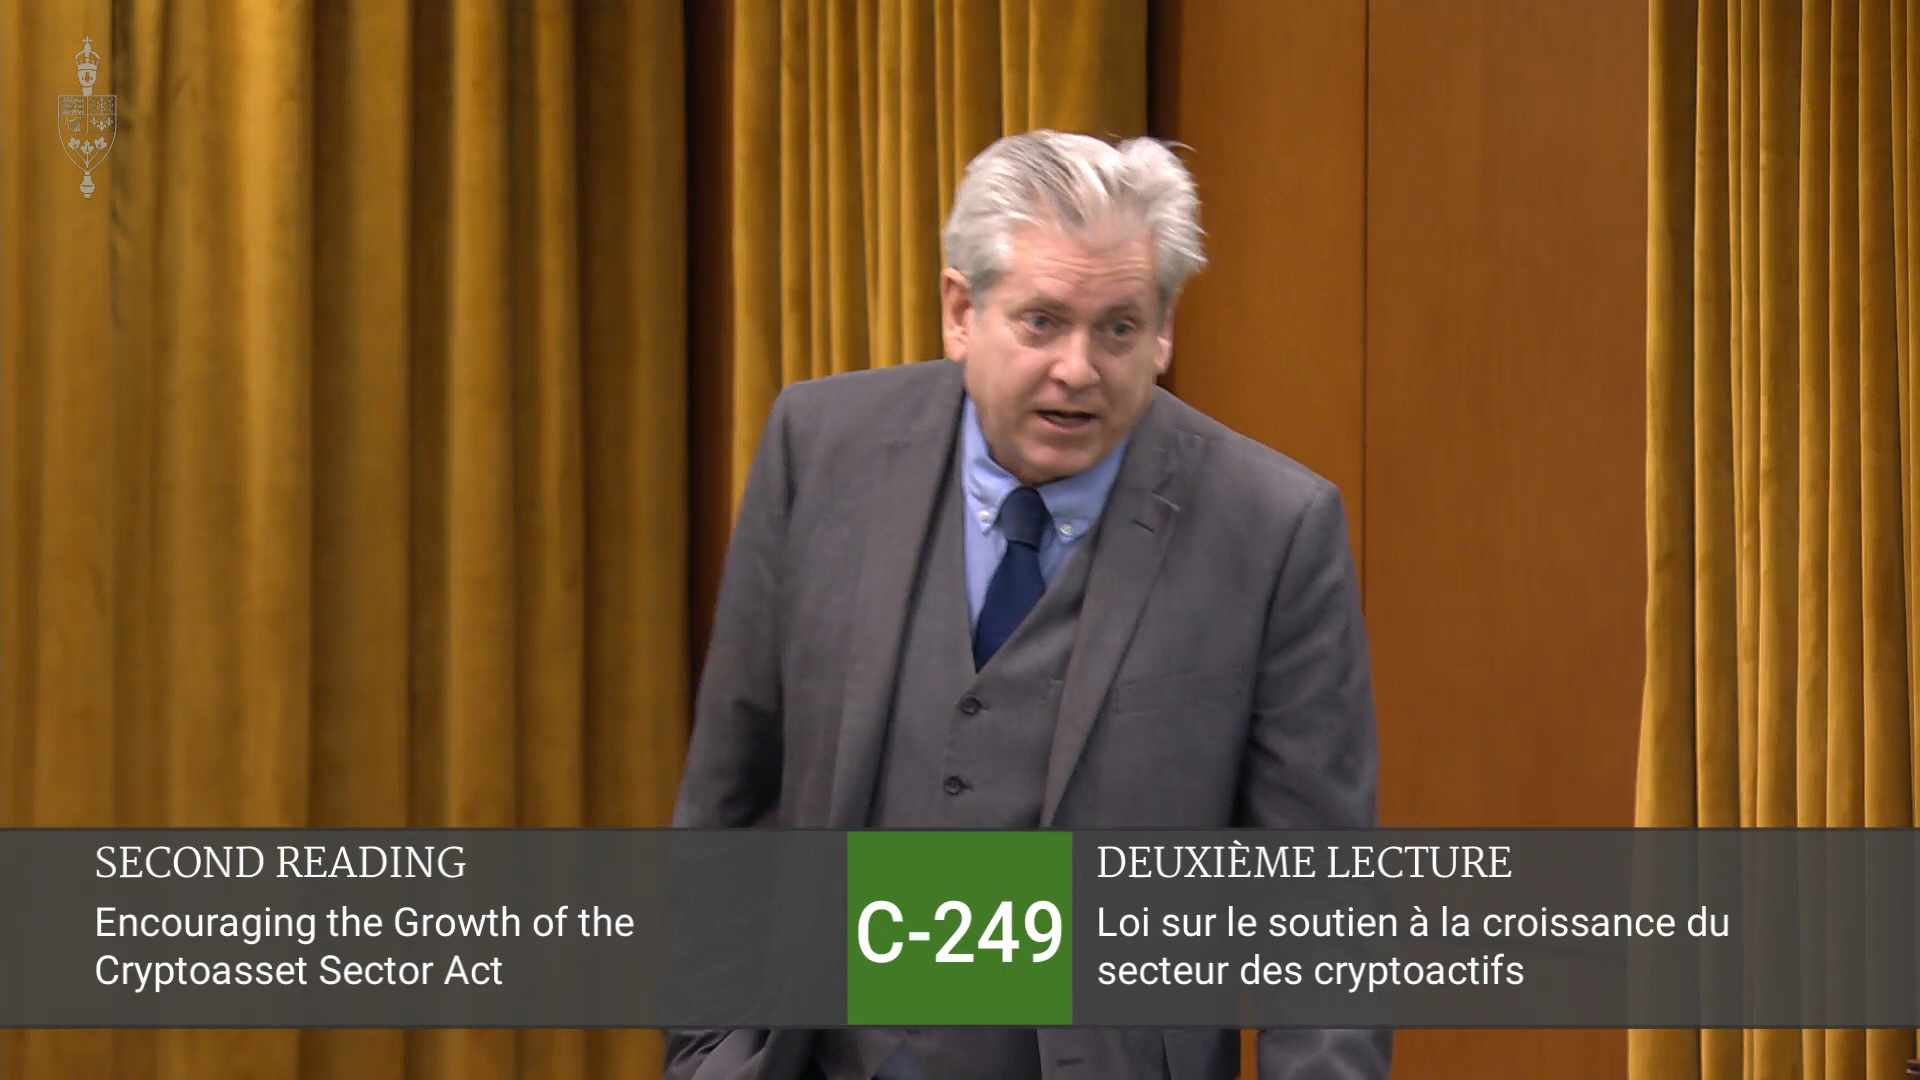 SECOND READING
Encouraging the Growth of the
Cryptoasset Sector Act
C-249
DEUXIÈME LECTURE
Loi sur le soutien à la croissance du
secteur des cryptoactifs